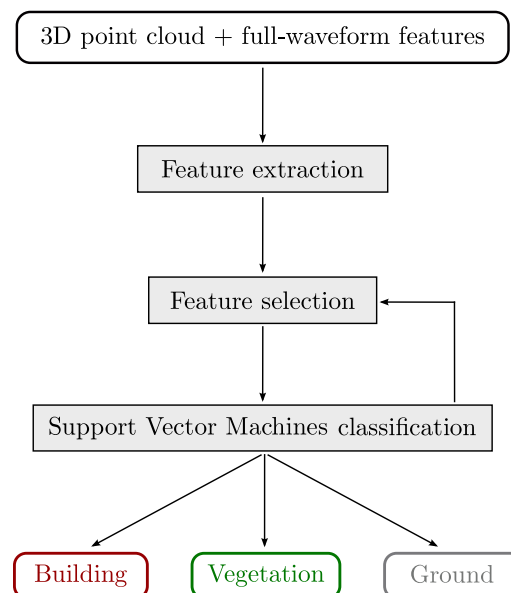 3D point cloud + full-waveform features
Feature extraction
Feature selection
Support Vector Machines classification
Building
Vegetation
Ground